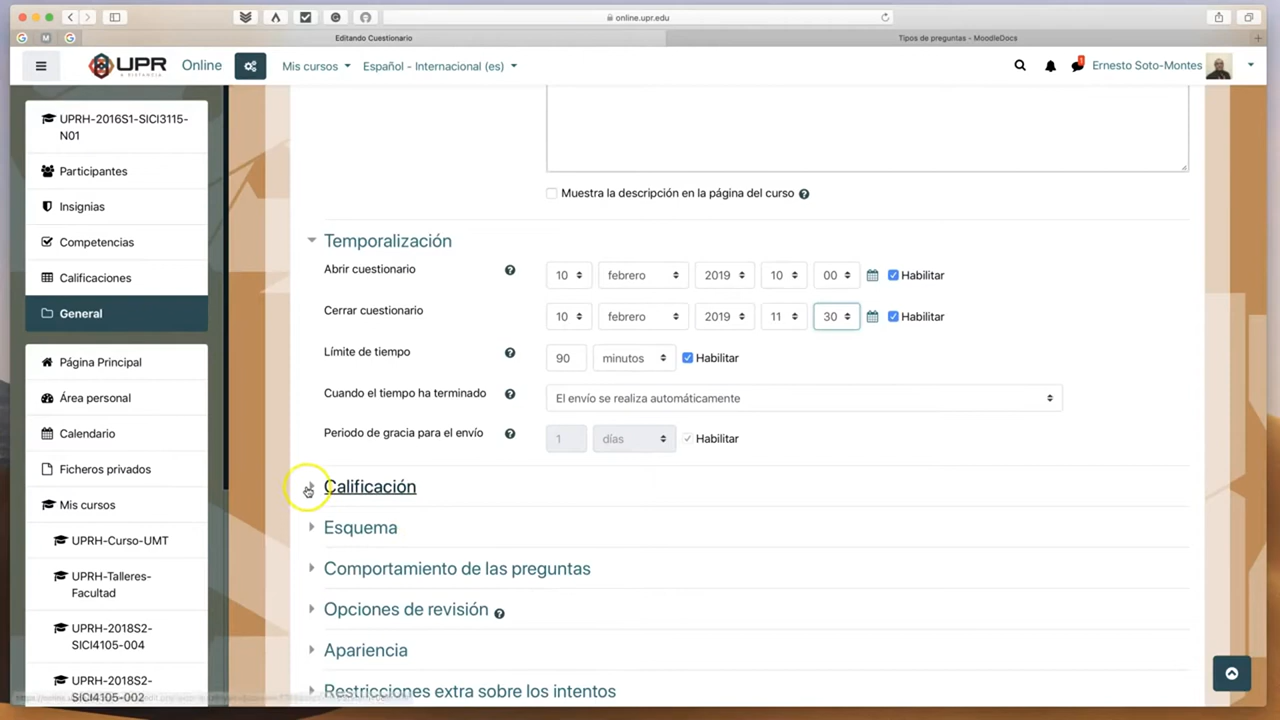 online.upr.edu
Editando Cuestionario
Tipos de preguntas - MoodleDocs
UPR
A DISTANCIA
Online
Mis cursos
Español - Internacional (es)
Ernesto Soto-Montes
UPRH-2016S1-SICI3115-
N01
Participantes
Insignias
Competencias
Calificaciones
General
Página Principal
Área personal
Calendario
Ficheros privados
Mis cursos
UPRH-Curso-UMT
UPRH-Talleres-
Facultad
UPRH-2018S2-
SICI4105-004
UPRH-2018S2-
SICI4105-002
Muestra la descripción en la página del curso
Temporalización
Abrir cuestionario
10 febrero 2019 10 00 Habilitar
Cerrar cuestionario
10 febrero 2019 11 30 Habilitar
Límite de tiempo
90 minutos Habilitar
Cuando el tiempo ha terminado
El envío se realiza automáticamente
Periodo de gracia para el envío
1 días Habilitar
Calificación
Esquema
Comportamiento de las preguntas
Opciones de revisión
Apariencia
Restricciones extra sobre los intentos